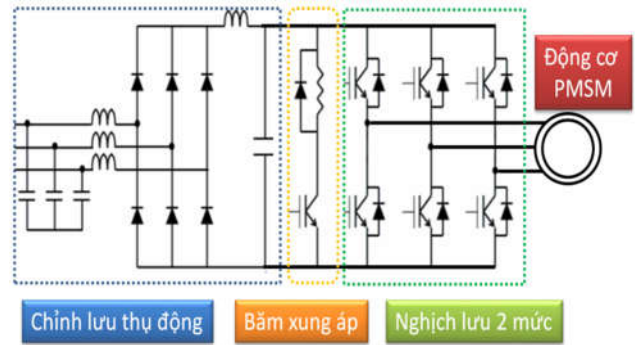 Động cơ
PMSM
Chỉnh lưu thụ động
Băm xung áp
Nghịch lưu 2 mức